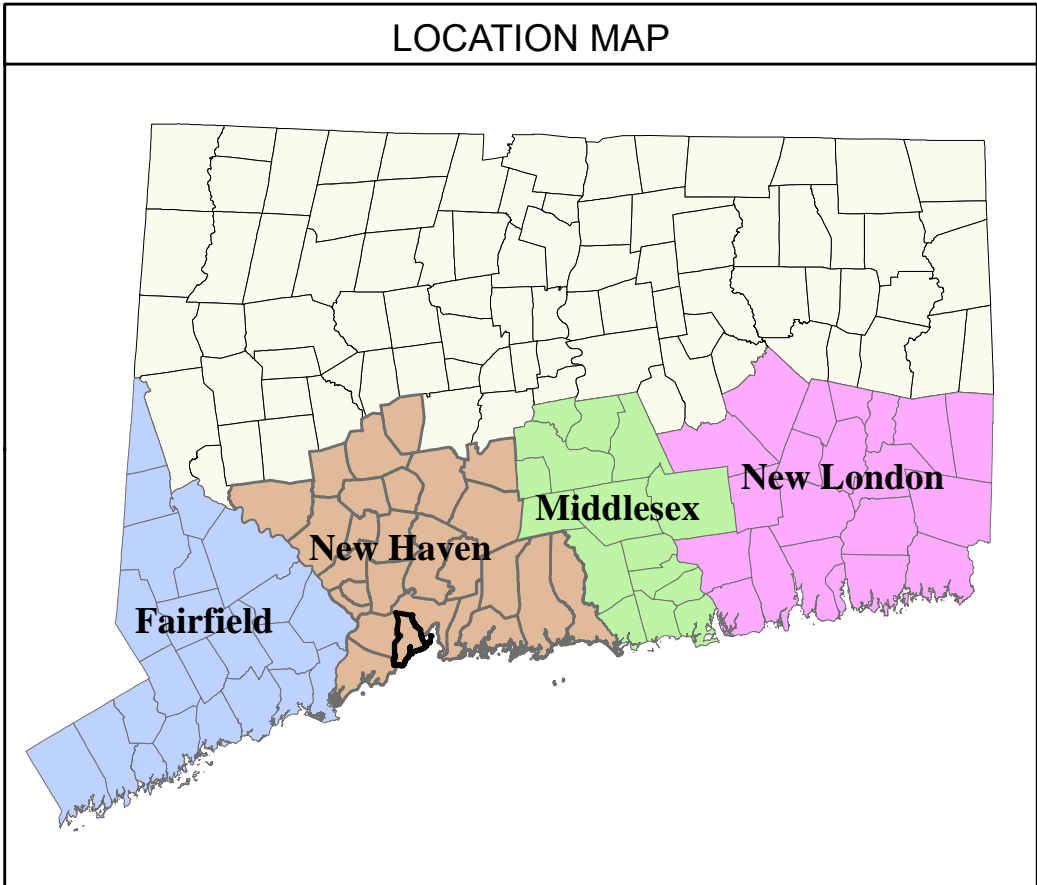 LOCATION MAP
New London
Middlesex
New Haven
Fairfield